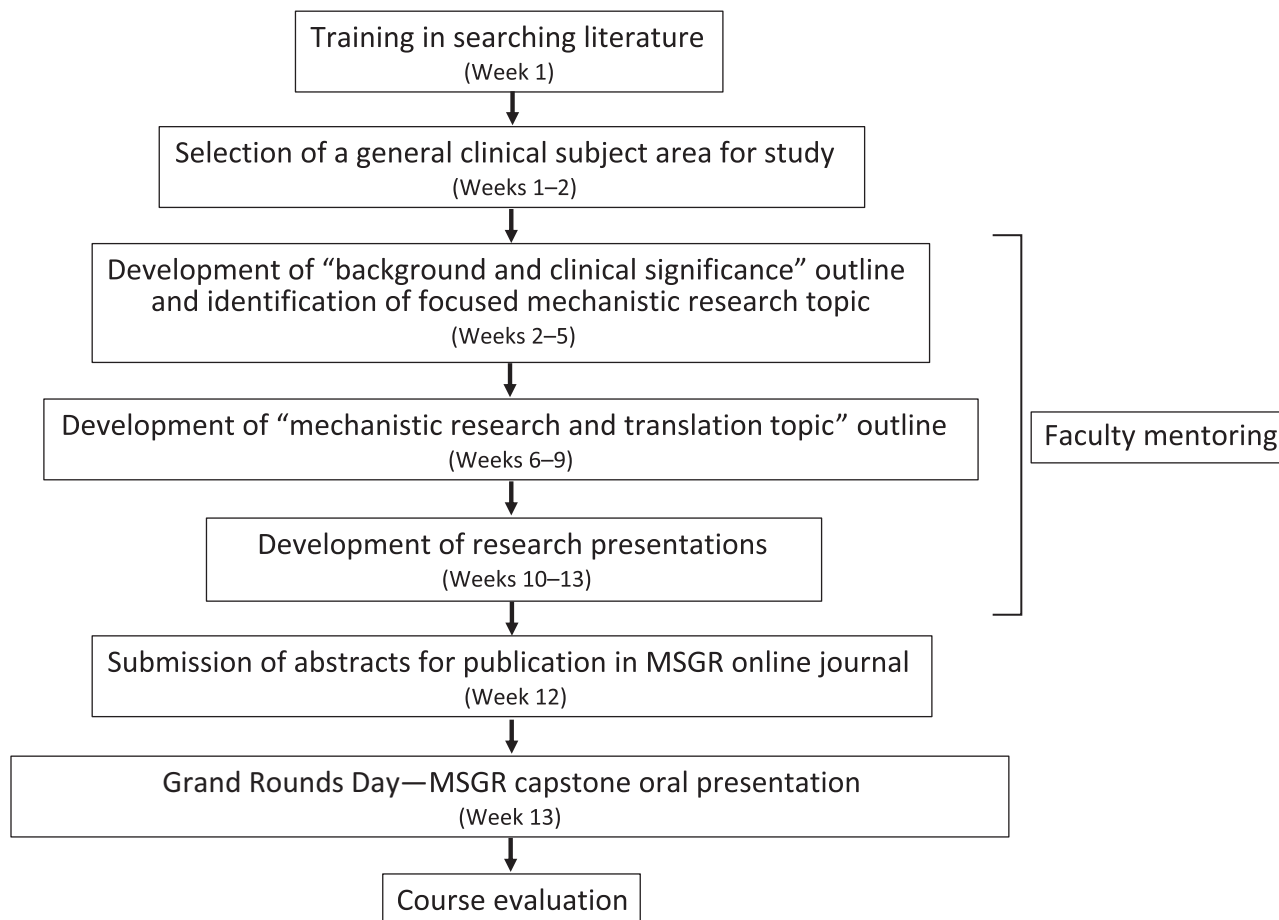 Training in searching literature
(Week 1)
Selection of a general clinical subject area for study
(Weeks 1–2)
Development of “background and clinical significance” outline
and identification of focused mechanistic research topic
(Weeks 2–5)
Development of “mechanistic research and translation topic” outline
(Weeks 6–9)
Faculty mentoring
Development of research presentations
(Weeks 10–13)
Submission of abstracts for publication in MSGR online journal
(Week 12)
Grand Rounds Day—MSGR capstone oral presentation
(Week 13)
Course evaluation